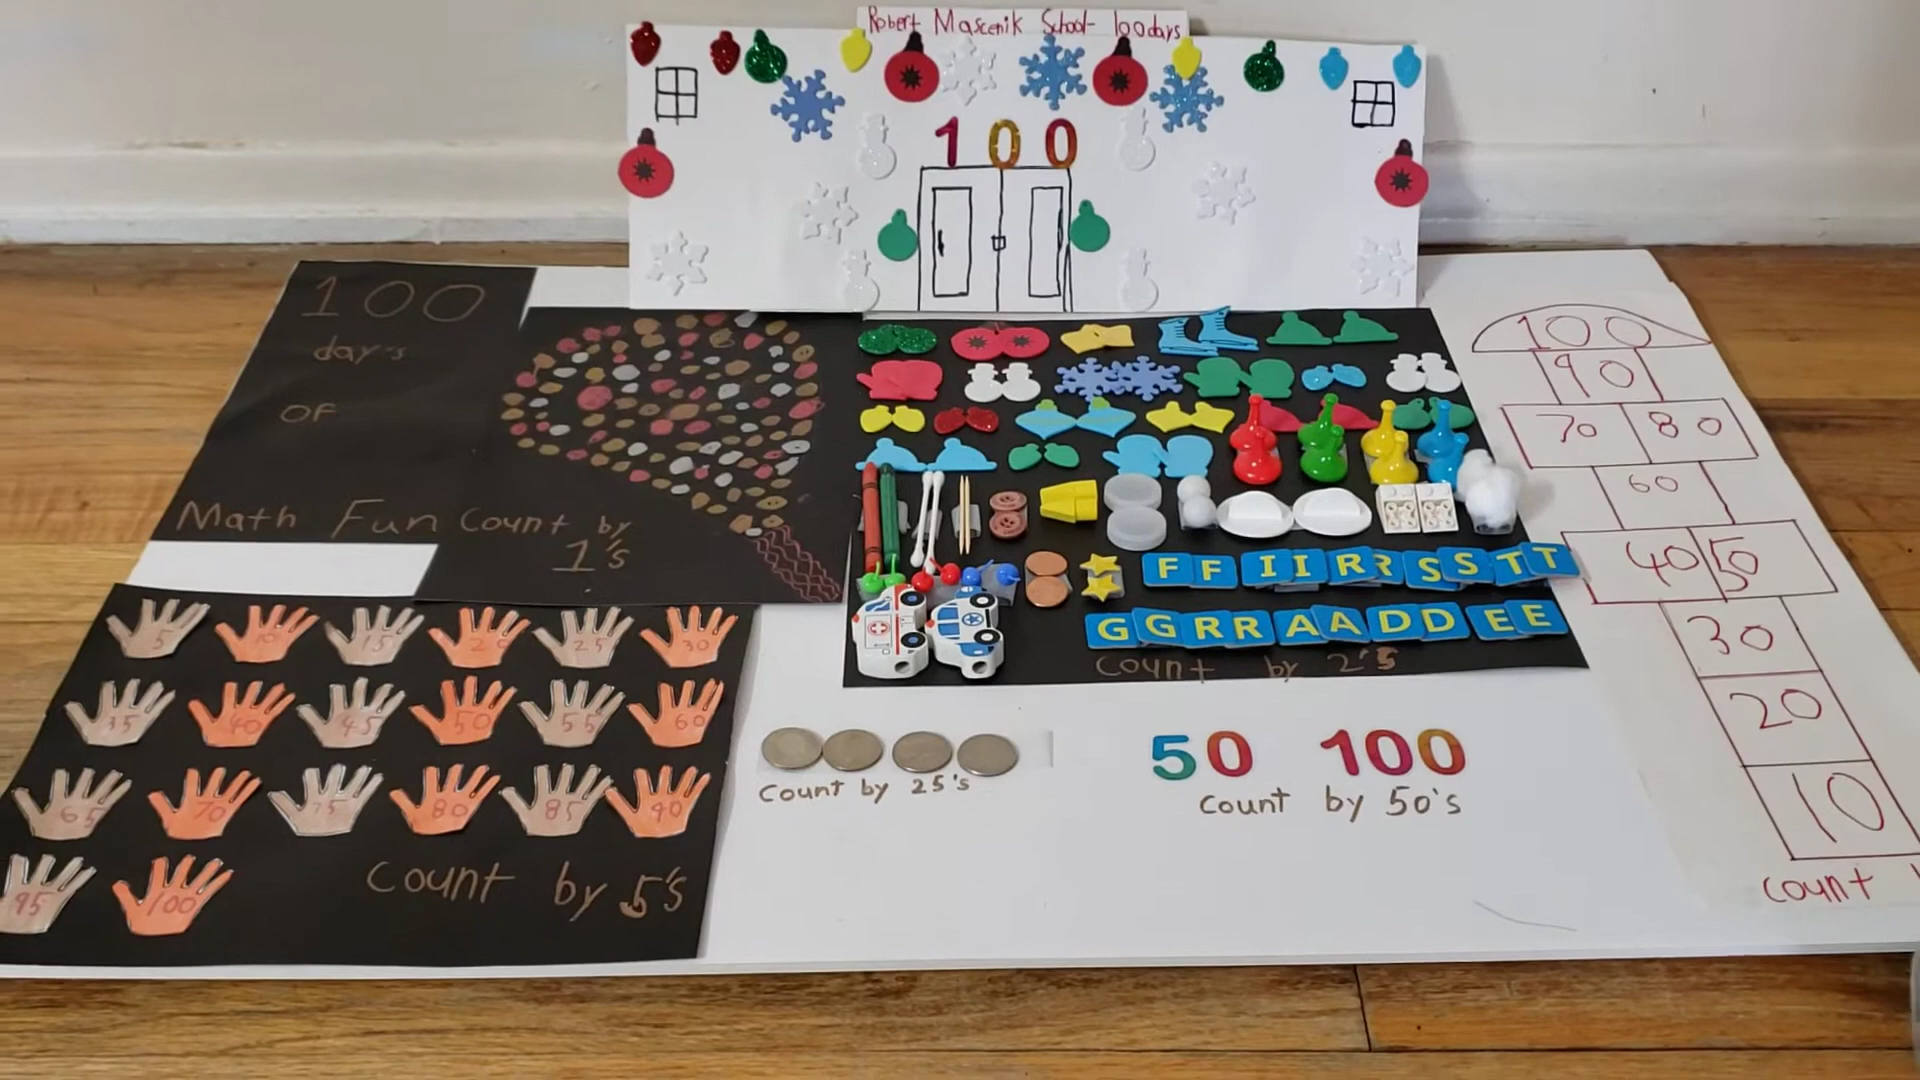 Robert Mascenik School- 100days
100
100
days
OF
Math Fun
Count by
1's
FFIIRRSSTT
GGRRAADDEE
Count by 2's
5 10 15 20 25 30
35 40 45 50 55 60
65 70 75 80 85 90
95 100
Count by 5's
Count by 25's
50 100
Count by 50's
100
90
70 80
60
40 50
30
20
10
Count